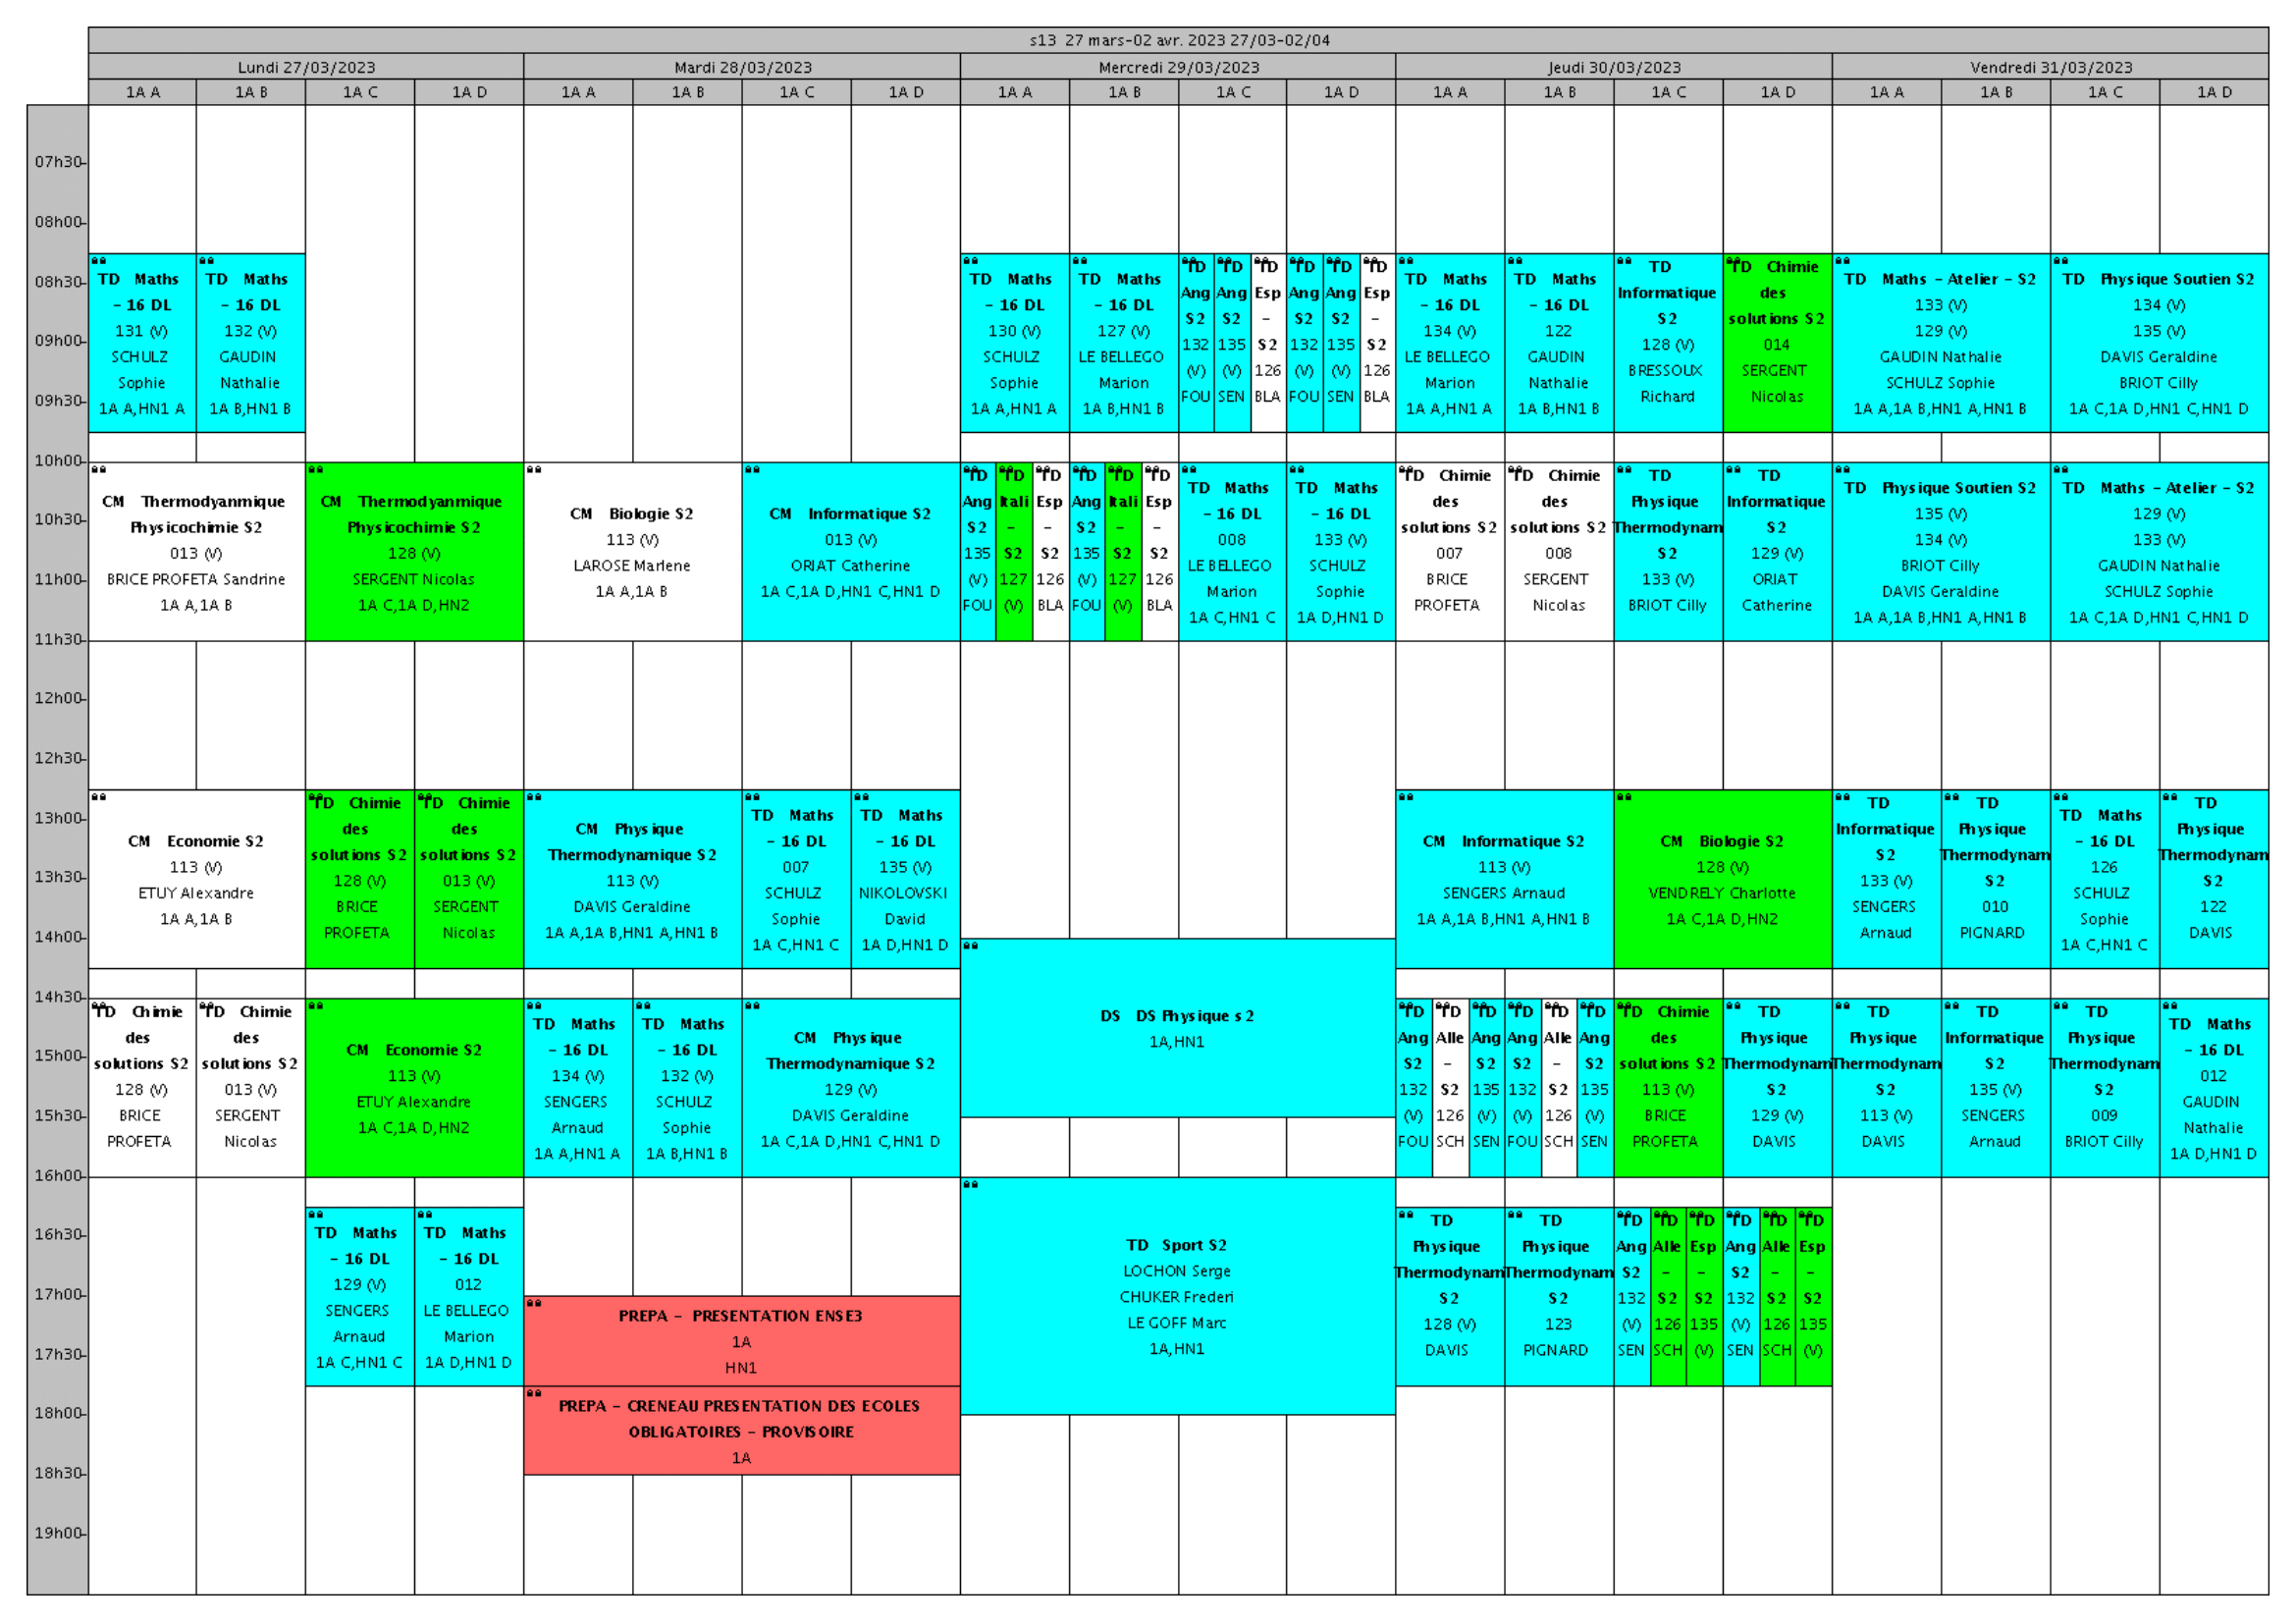 s13 27 mars-02 avr. 2023 27/03-02/04
Lundi 27/03/2023 Mardi 28/03/2023 Mercredi 29/03/2023 Jeudi 30/03/2023 Vendredi 31/03/2023
1A A 1A B 1A C 1A D 1A A 1A B 1A C 1A D 1A A 1A B 1A C 1A D 1A A 1A B 1A C 1A D 1A A 1A B 1A C 1A D
07h30
08h00
08h30
09h00
09h30
10h00
10h30
11h00
11h30
12h00
12h30
13h00
13h30
14h00
14h30
15h00
15h30
16h00
16h30
17h00
17h30
18h00
18h30
19h00
TD Maths
- 16 DL
131 (V)
SCHULZ
Sophie
1A A,HN1 A
TD Maths
- 16 DL
132 (V)
GAUDIN
Nathalie
1A B,HN1 B
CM Thermodyanmique
Physicochimie S2
013 (V)
BRICE PROFETA Sandrine
1A A,1A B
CM Thermodyanmique
Physicochimie S2
128 (V)
SERGENT Nicolas
1A C,1A D,HN2
CM Economie S2
113 (V)
ETUY Alexandre
1A A,1A B
TD Chimie
des
solutions S2
128 (V)
BRICE
PROFETA
TD Chimie
des
solutions S2
013 (V)
SERGENT
Nicolas
TD Chimie
des
solutions S2
128 (V)
BRICE
PROFETA
TD Chimie
des
solutions S2
013 (V)
SERGENT
Nicolas
CM Economie S2
113 (V)
ETUY Alexandre
1A C,1A D,HN2
TD Maths
- 16 DL
129 (V)
SENGERS
Arnaud
1A C,HN1 C
TD Maths
- 16 DL
012
LE BELLEGO
Marion
1A D,HN1 D
CM Biologie S2
113 (V)
LAROSE Marlene
1A A,1A B
CM Informatique S2
013 (V)
ORIAT Catherine
1A C,1A D,HN1 C,HN1 D
CM Physique
Thermodynamique S2
113 (V)
DAVIS Geraldine
1A A,1A B,HN1 A,HN1 B
TD Maths
- 16 DL
007
SCHULZ
Sophie
1A C,HN1 C
TD Maths
- 16 DL
135 (V)
NIKOLOVSKI
David
1A D,HN1 D
TD Maths
- 16 DL
134 (V)
SENGERS
Arnaud
1A A,HN1 A
TD Maths
- 16 DL
132 (V)
SCHULZ
Sophie
1A B,HN1 B
CM Physique
Thermodynamique S2
129 (V)
DAVIS Geraldine
1A C,1A D,HN1 C,HN1 D
PREPA - PRESENTATION ENSE3
1A
HN1
PREPA - CRENEAU PRESENTATION DES ECOLES
OBLIGATOIRES - PROVISOIRE
1A
TD Maths
- 16 DL
130 (V)
SCHULZ
Sophie
1A A,HN1 A
TD Maths
- 16 DL
127 (V)
LE BELLEGO
Marion
1A B,HN1 B
TD
Ang
S2
132
(V)
FOU
TD
Ang
S2
135
(V)
SEN
TD
Esp
-
S2
126
BLA
TD
Ang
S2
132
(V)
FOU
TD
Ang
S2
135
(V)
SEN
TD
Esp
-
S2
126
BLA
TD
Ang
S2
135
(V)
FOU
TD
Itali
-
S2
127
(V)
TD
Esp
-
S2
126
BLA
TD
Ang
S2
135
(V)
FOU
TD
Itali
-
S2
127
(V)
TD
Esp
-
S2
126
BLA
TD Maths
- 16 DL
008
LE BELLEGO
Marion
1A C,HN1 C
TD Maths
- 16 DL
133 (V)
SCHULZ
Sophie
1A D,HN1 D
DS DS Physique s 2
1A,HN1
TD Sport S2
LOCHON Serge
CHUKER Frederi
LE GOFF Marc
1A,HN1
TD Maths
- 16 DL
134 (V)
LE BELLEGO
Marion
1A A,HN1 A
TD Maths
- 16 DL
122
GAUDIN
Nathalie
1A B,HN1 B
TD
Informatique
S2
128 (V)
BRESSOUX
Richard
TD Chimie
des
solutions S2
014
SERGENT
Nicolas
TD Chimie
des
solutions S2
007
BRICE
PROFETA
TD Chimie
des
solutions S2
008
SERGENT
Nicolas
TD
Physique
Thermodynam
S2
133 (V)
BRIOT Cilly
TD
Informatique
S2
129 (V)
ORIAT
Catherine
CM Informatique S2
113 (V)
SENGERS Arnaud
1A A,1A B,HN1 A,HN1 B
CM Biologie S2
128 (V)
VENDRELY Charlotte
1A C,1A D,HN2
TD
Ang
S2
132
(V)
FOU
TD
Alle
-
S2
126
SCH
TD
Ang
S2
135
(V)
SEN
TD
Ang
S2
132
(V)
FOU
TD
Alle
-
S2
126
SCH
TD
Ang
S2
135
(V)
SEN
TD Chimie
des
solutions S2
113 (V)
BRICE
PROFETA
TD
Physique
Thermodynam
S2
129 (V)
DAVIS
TD
Physique
Thermodynam
S2
128 (V)
DAVIS
TD
Physique
Thermodynam
S2
123
PIGNARD
TD
Ang
S2
132
(V)
SEN
TD
Alle
-
S2
126
SCH
TD
Esp
-
S2
135
(V)
TD
Ang
S2
132
(V)
SEN
TD
Alle
-
S2
126
SCH
TD
Esp
-
S2
135
(V)
TD Maths - Atelier - S2
133 (V)
129 (V)
GAUDIN Nathalie
SCHULZ Sophie
1A A,1A B,HN1 A,HN1 B
TD Physique Soutien S2
134 (V)
135 (V)
DAVIS Geraldine
BRIOT Cilly
1A C,1A D,HN1 C,HN1 D
TD Physique Soutien S2
135 (V)
134 (V)
BRIOT Cilly
DAVIS Geraldine
1A A,1A B,HN1 A,HN1 B
TD Maths - Atelier - S2
129 (V)
133 (V)
GAUDIN Nathalie
SCHULZ Sophie
1A C,1A D,HN1 C,HN1 D
TD
Informatique
S2
133 (V)
SENGERS
Arnaud
TD
Physique
Thermodynam
S2
010
PIGNARD
TD Maths
- 16 DL
126
SCHULZ
Sophie
1A C,HN1 C
TD
Physique
Thermodynam
S2
122
DAVIS
TD
Physique
Thermodynam
S2
113 (V)
DAVIS
TD
Informatique
S2
135 (V)
SENGERS
Arnaud
TD
Physique
Thermodynam
S2
009
BRIOT Cilly
TD Maths
- 16 DL
012
GAUDIN
Nathalie
1A D,HN1 D